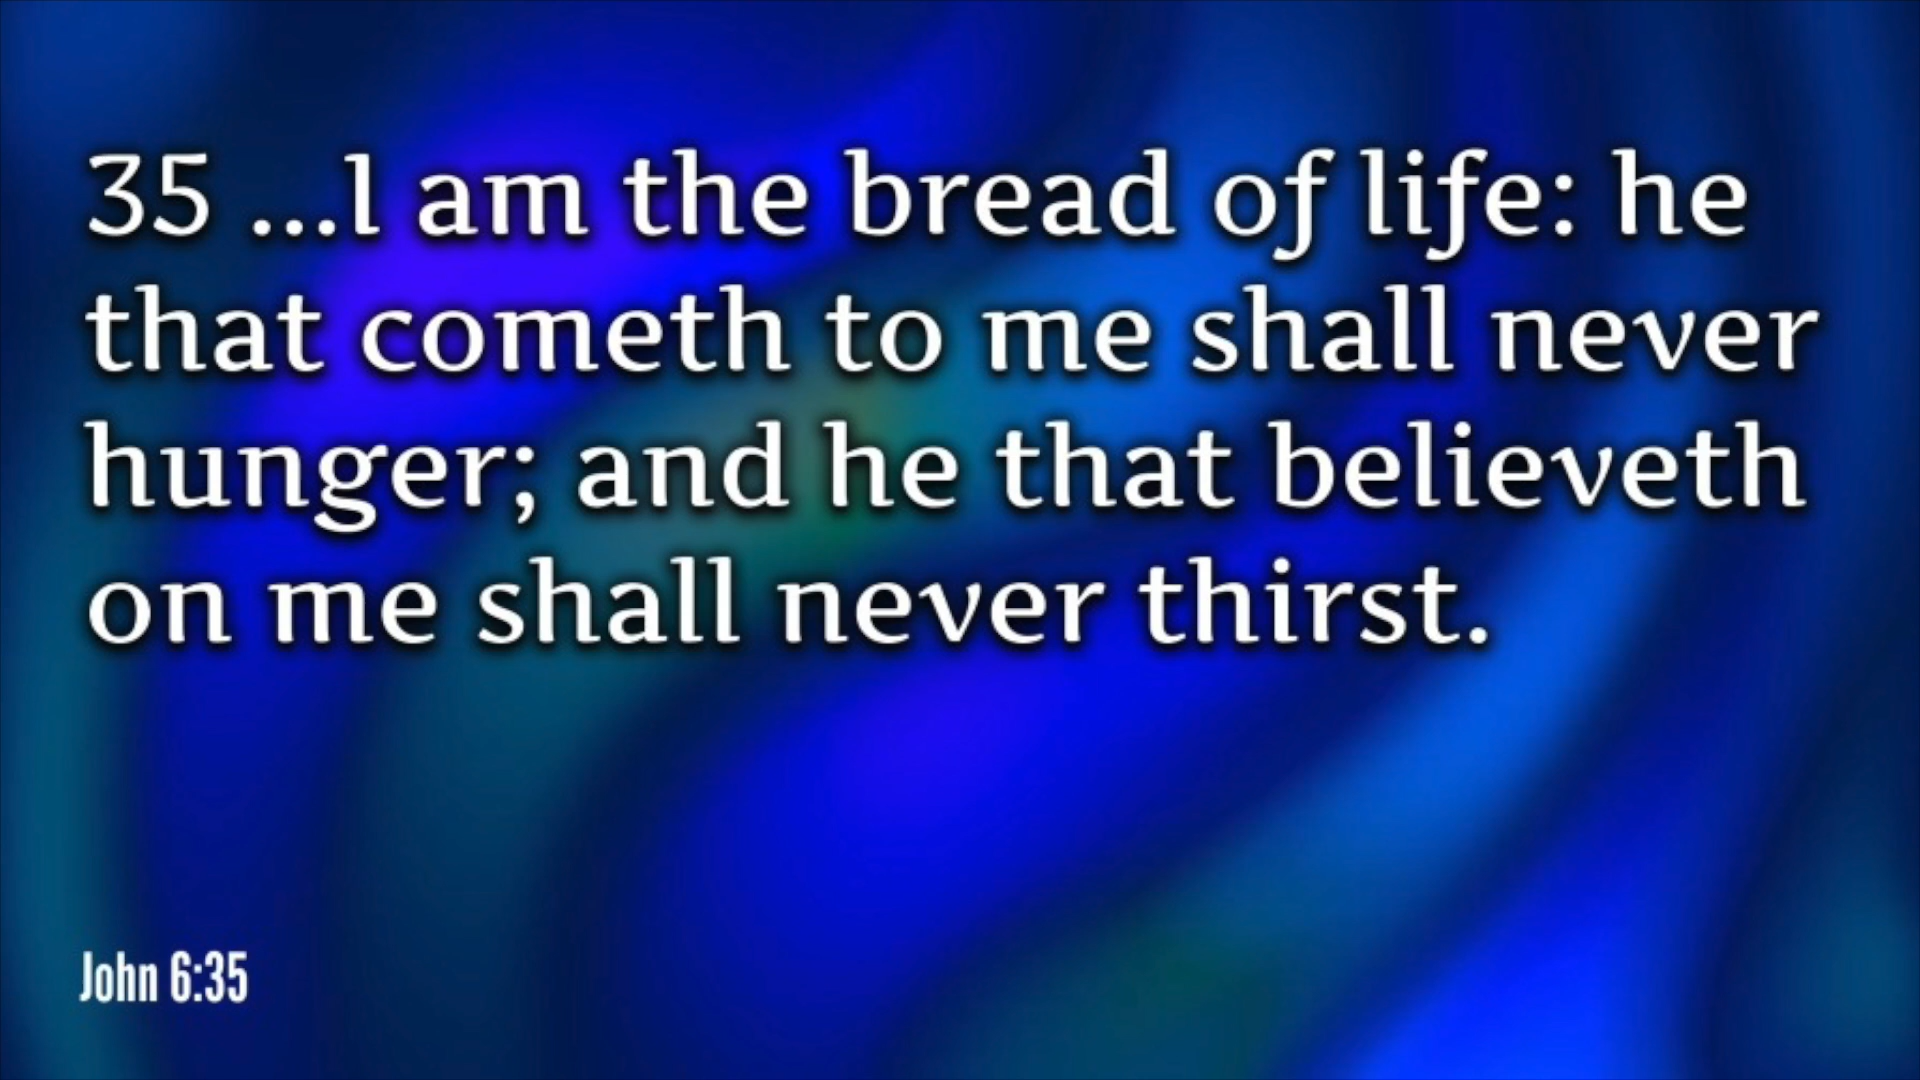 35 ...I am the bread of life: he
that cometh to me shall never
hunger; and he that believeth
on me shall never thirst.
John 6:35